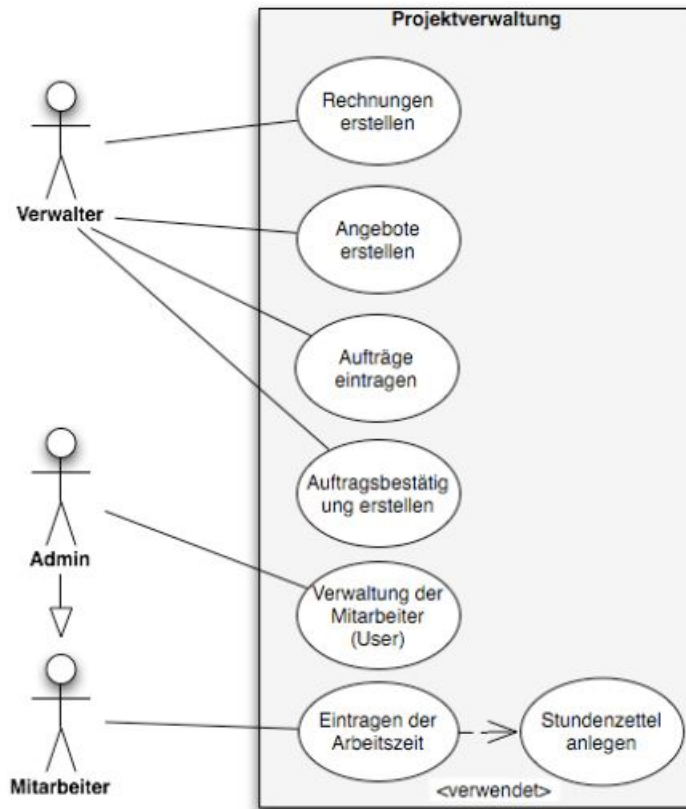 Projektverwaltung
Rechnungen
erstellen
Verwalter
Angebote
erstellen
Aufträge
eintragen
Auftragsbestätig
ung erstellen
Admin
Verwaltung der
Mitarbeiter
(User)
Mitarbeiter
Eintragen der
Arbeitszeit
Stundenzettel
anlegen
<verwendet>